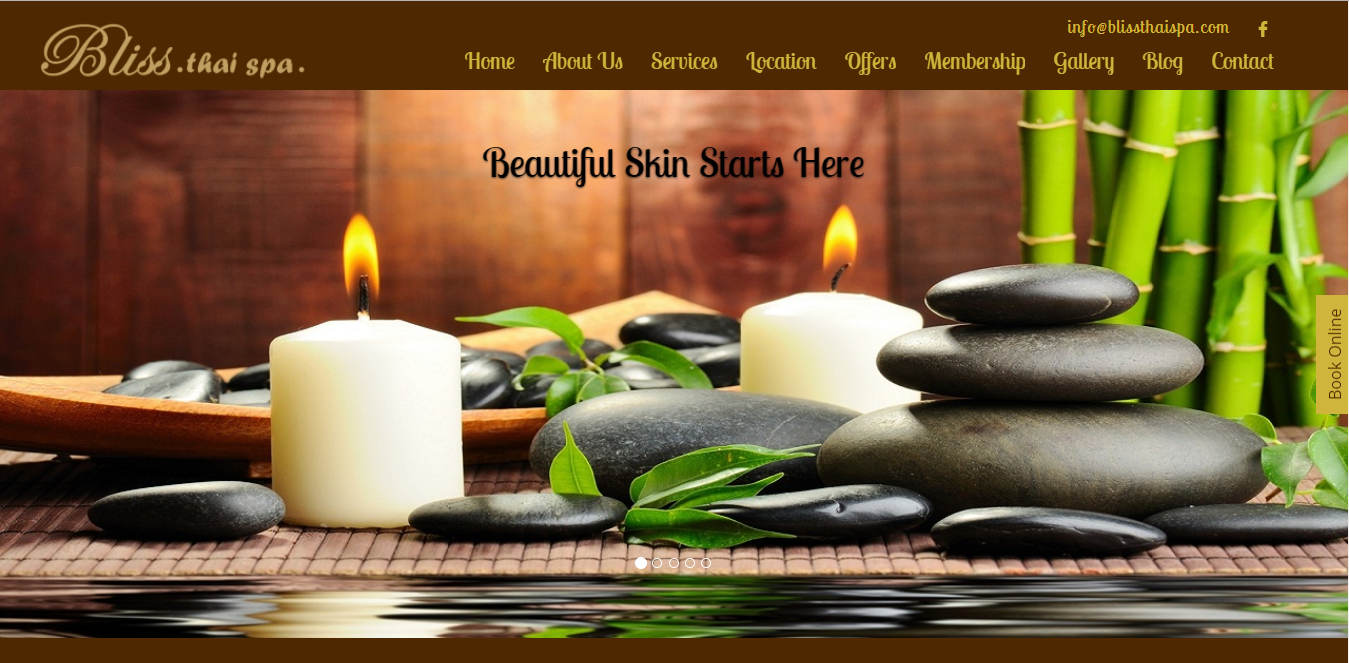 Bliss.thai spa.
info@blissthaispa.com
Home About Us Services Location Offers Membership Gallery Blog Contact
Beautiful Skin Starts Here
Book Online